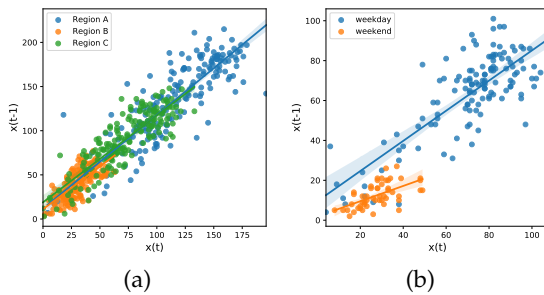 Region A
Region B
Region C
200
150
100
50
0
x(t-1)
0 25 50 75 100 125 150 175
x(t)
(a)
weekday
weekend
100
80
60
40
20
0
x(t-1)
20 40 60 80 100
x(t)
(b)